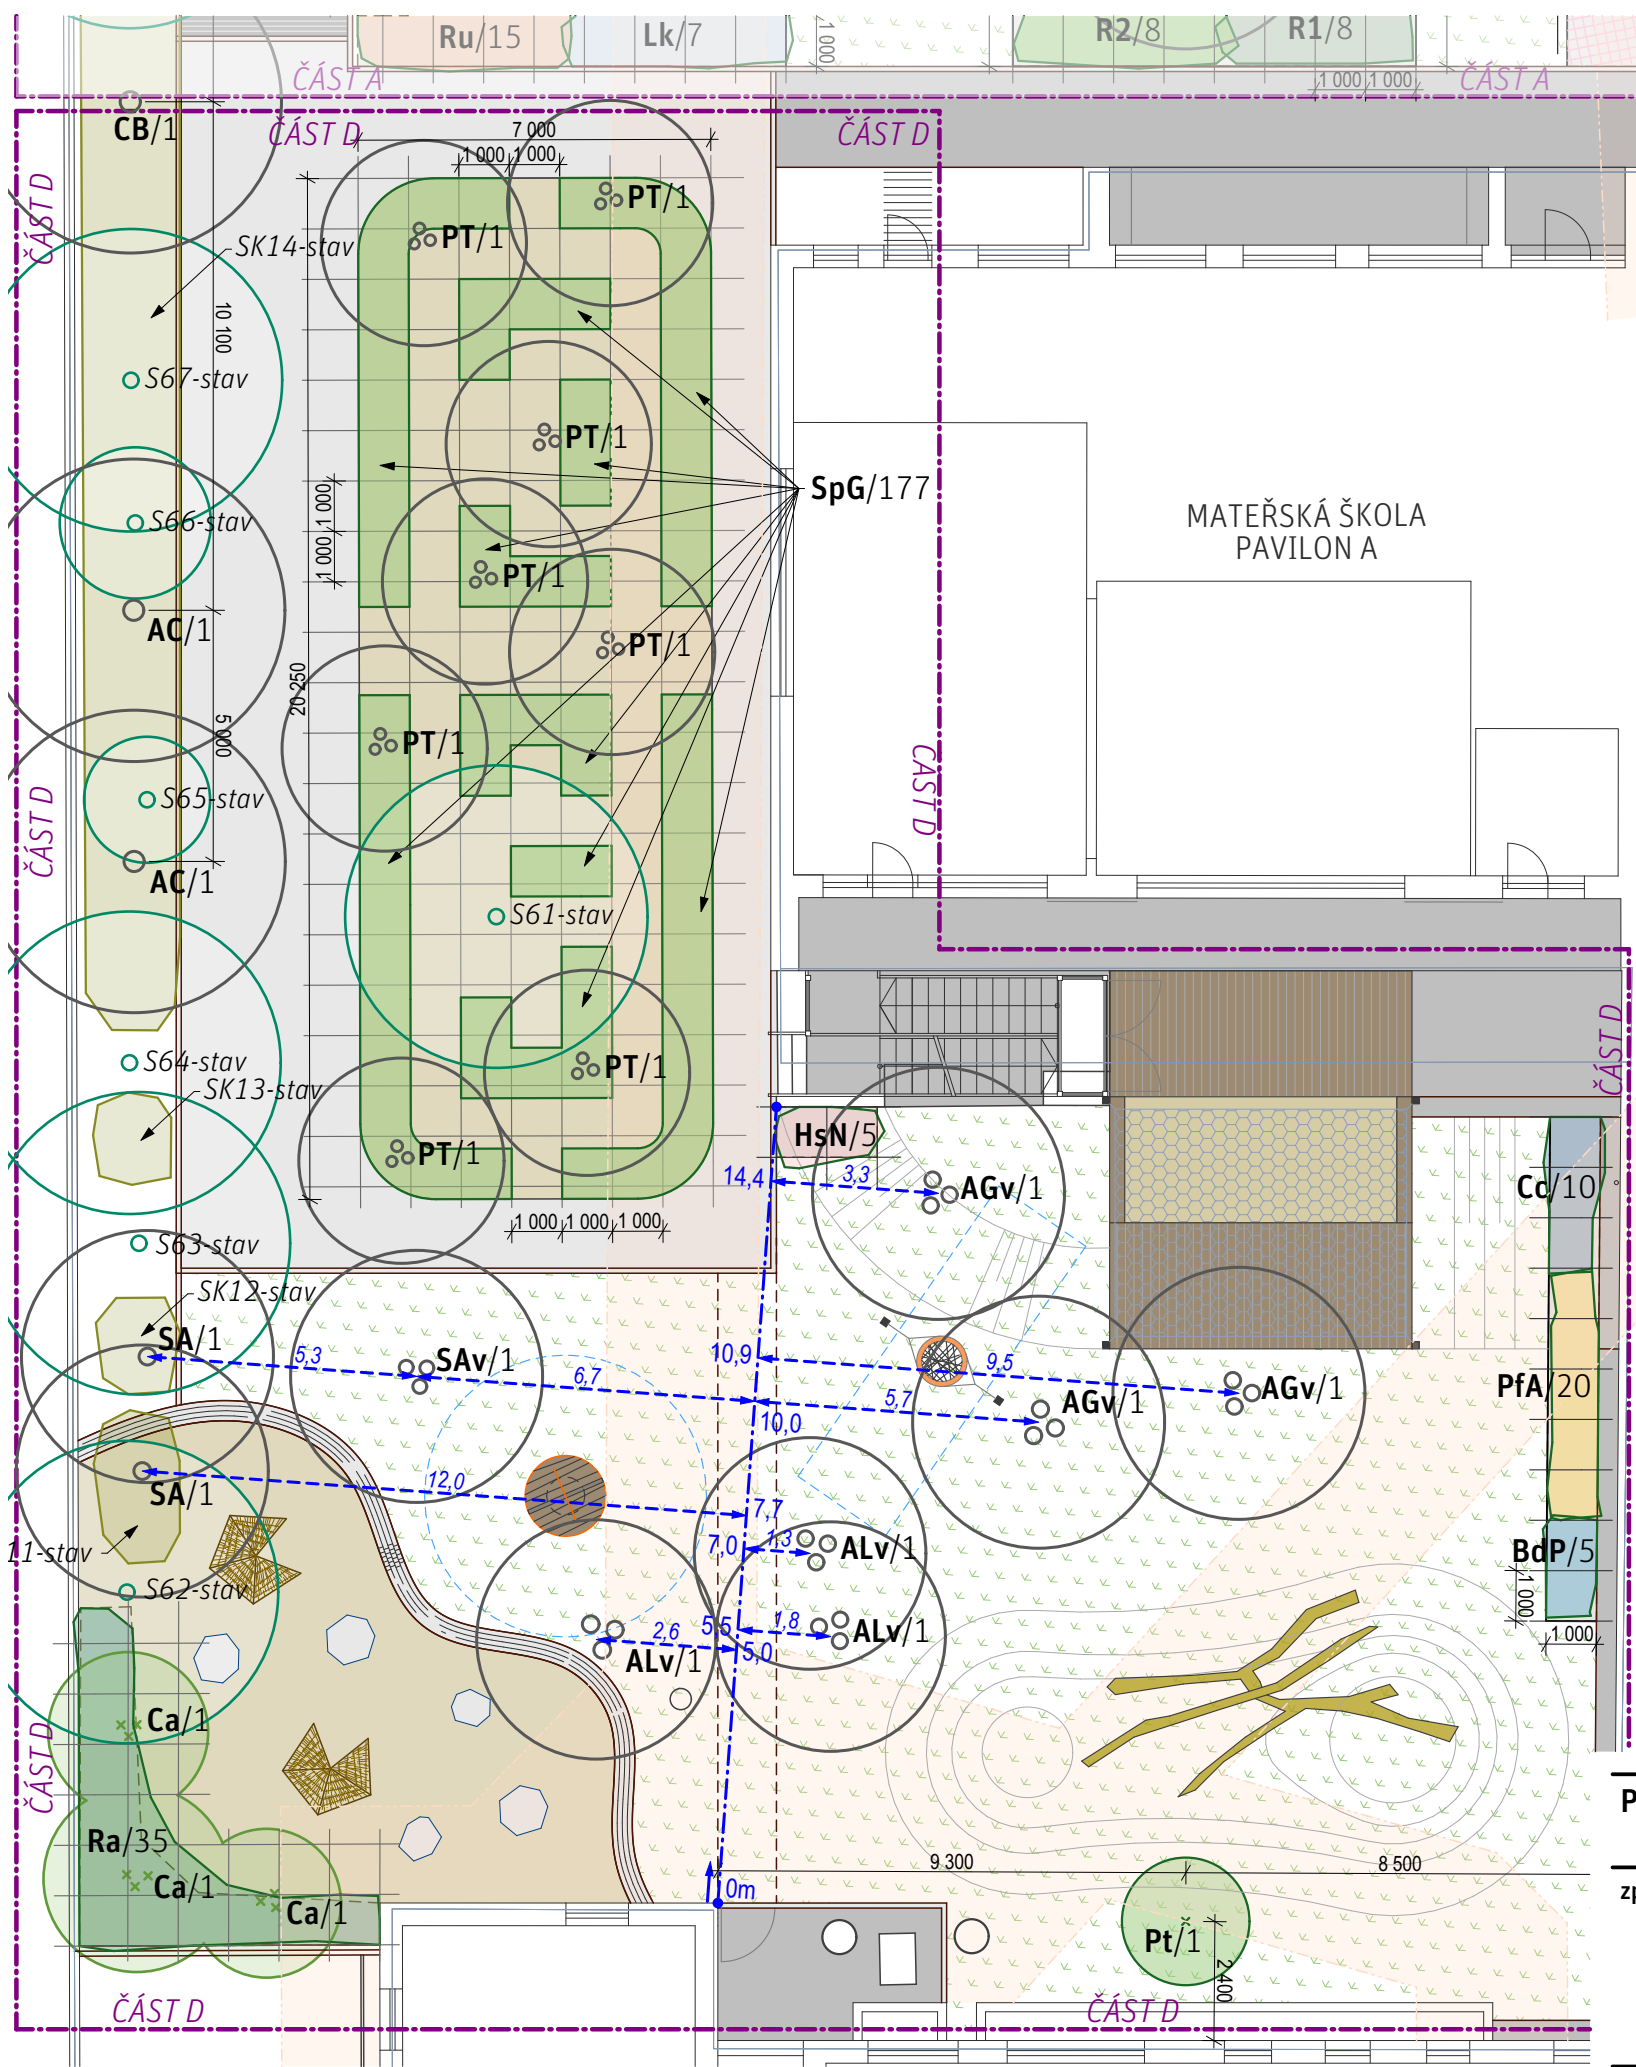 Ru/15
Lk/7
1 000
R2/8
R1/8
ČÁST A
1 000
1 000
ČÁST A
CB/1
ČÁST D
7 000
ČÁST D
1 000
1 000
ČÁST D
PT/1
PT/1
SK14-stav
10 100
S67-stav
PT/1
SpG/177
1 000
1 000
S66-stav
MATEŘSKÁ ŠKOLA
PAVILON A
PT/1
AC/1
PT/1
20 250
5 000
PT/1
ČÁST D
ČÁST D
S65-stav
AC/1
S61-stav
S64-stav
PT/1
ČÁST D
SK13-stav
HsN/5
PT/1
14,4
3,3
AGv/1
Cc/10
1 000
1 000
1 000
S63-stav
SK12-stav
SA/1
5,3
SAv/1
6,7
10,9
9,5
5,7
AGv/1
AGv/1
PfA/20
10,0
12,0
SA/1
7,7
7,0
1,3
ALv/1
11-stav
BdP/5
S62-stav
1 000
2,6
5,5
1,8
ALv/1
5,0
ALv/1
1 000
Ca/1
ČÁST D
Ra/35
Ca/1
Ca/1
9 300
8 500
0m
Pt/1
2 400
ČÁST D
ČÁST D
P
zp